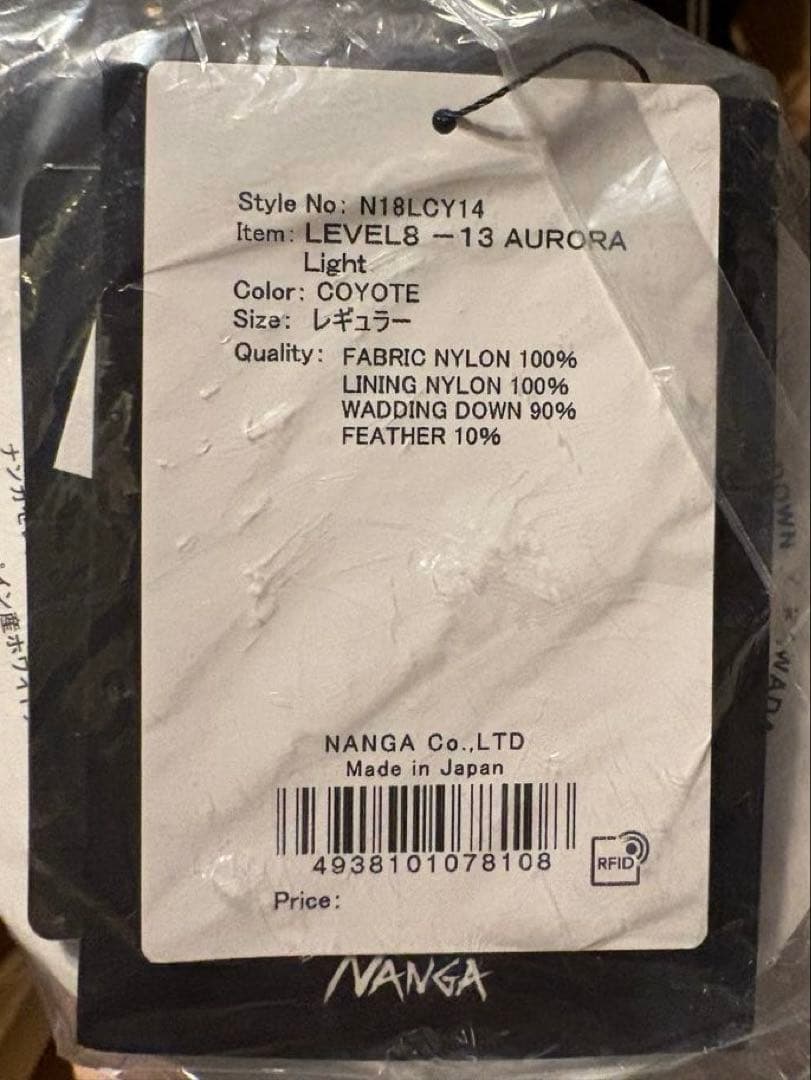 Style No: N18LCY14
Item: LEVEL8 －13 AURORA
Light
Color: COYOTE
Size: レギュラー
Quality: FABRIC NYLON 100%
LINING NYLON 100%
WADDING DOWN 90%
FEATHER 10%
NANGA Co.,LTD
Made in Japan
4938101078108
RFID
Price:
NANGA
DOWN